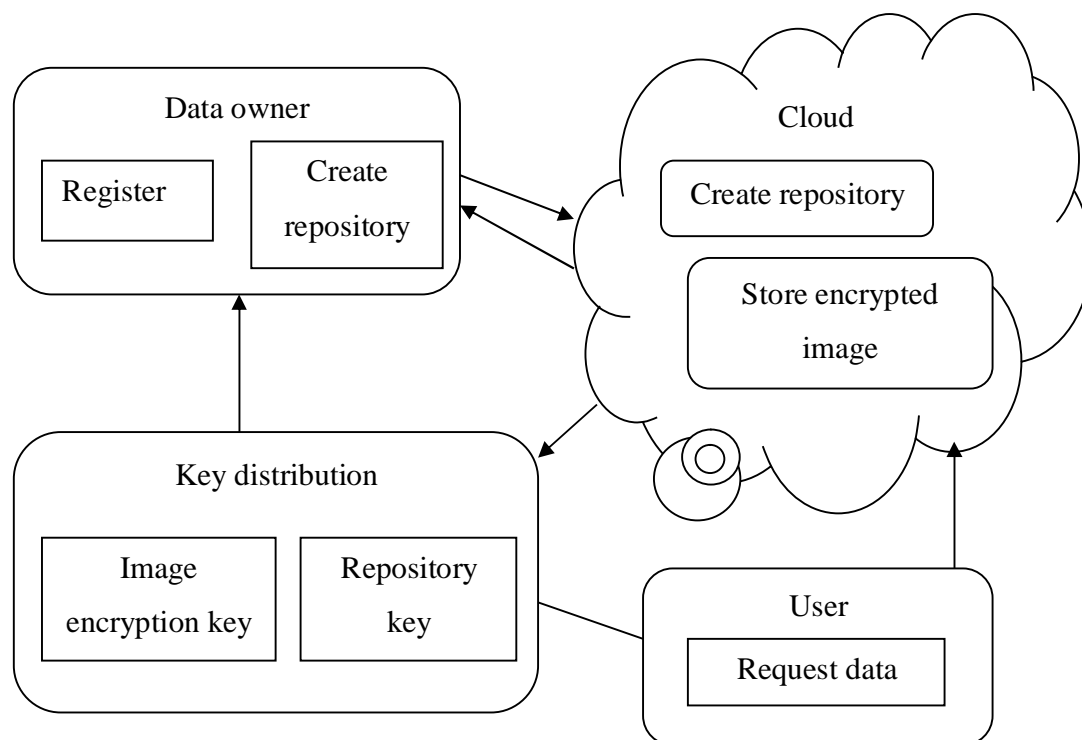 Data owner
Register
Create
repository
Cloud
Create repository
Store encrypted
image
Key distribution
Image
encryption key
Repository
key
User
Request data